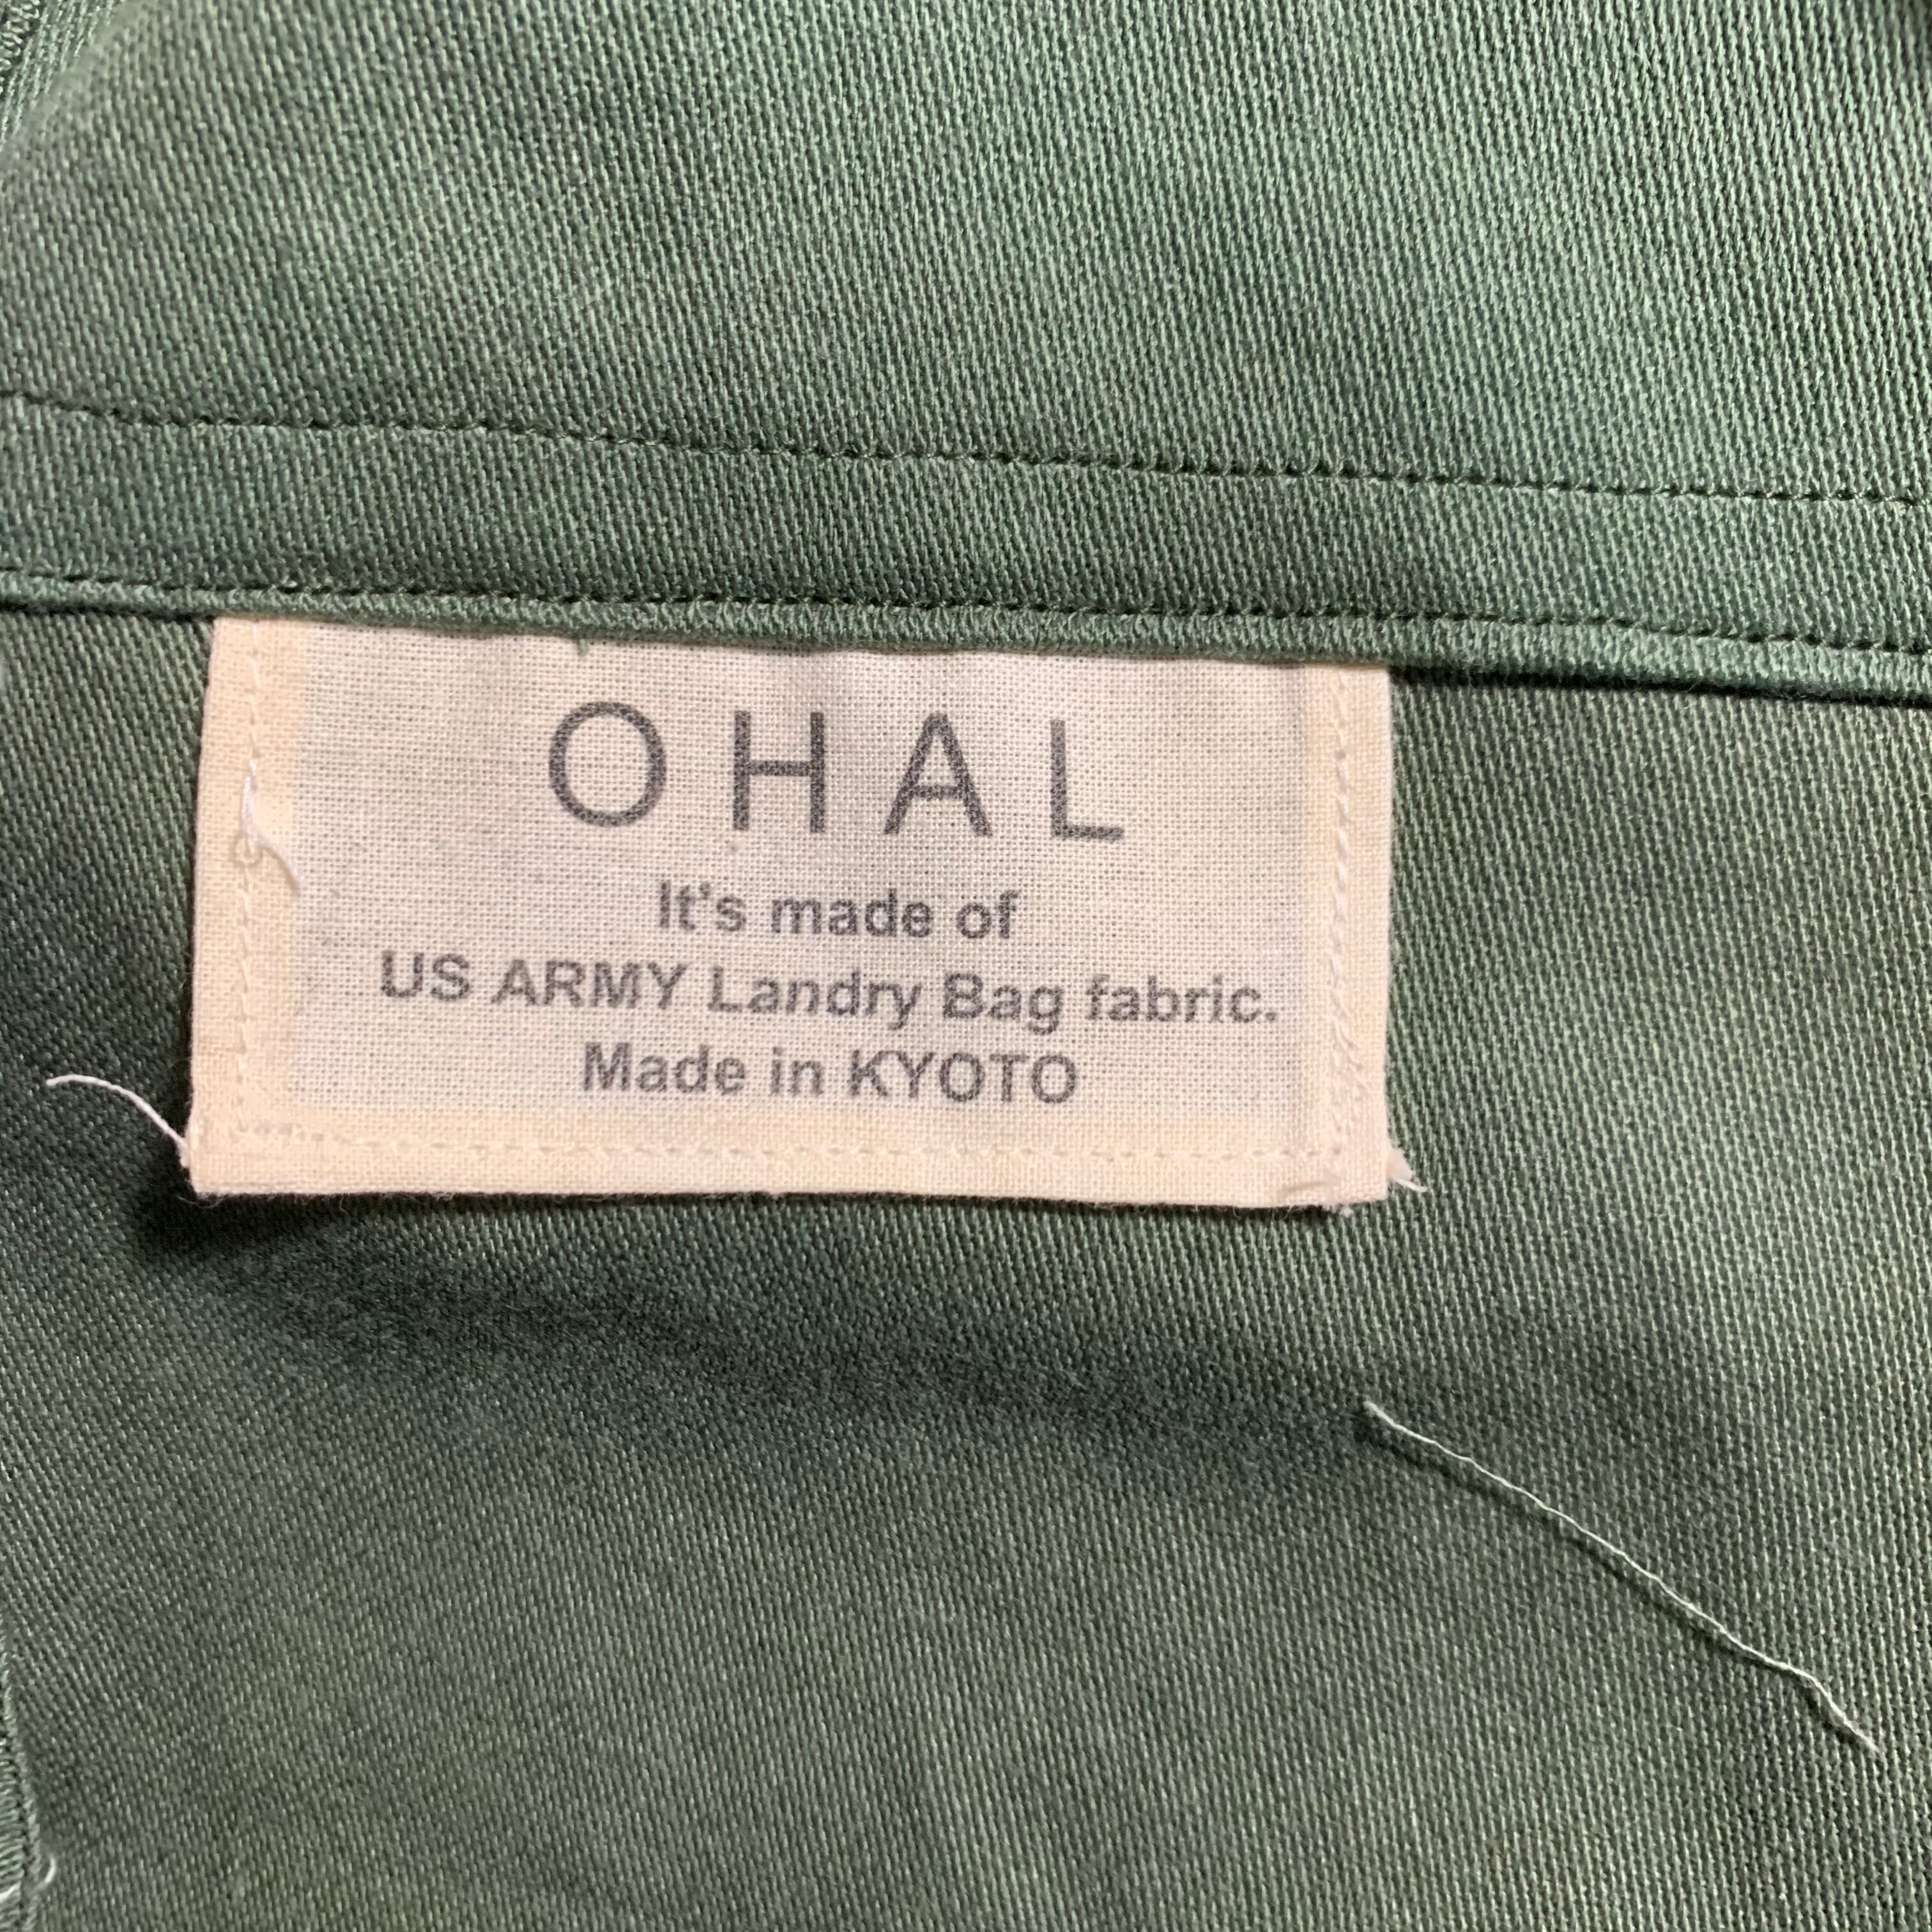 OHAL
It's made of
US ARMY Landry Bag fabric.
Made in KYOTO